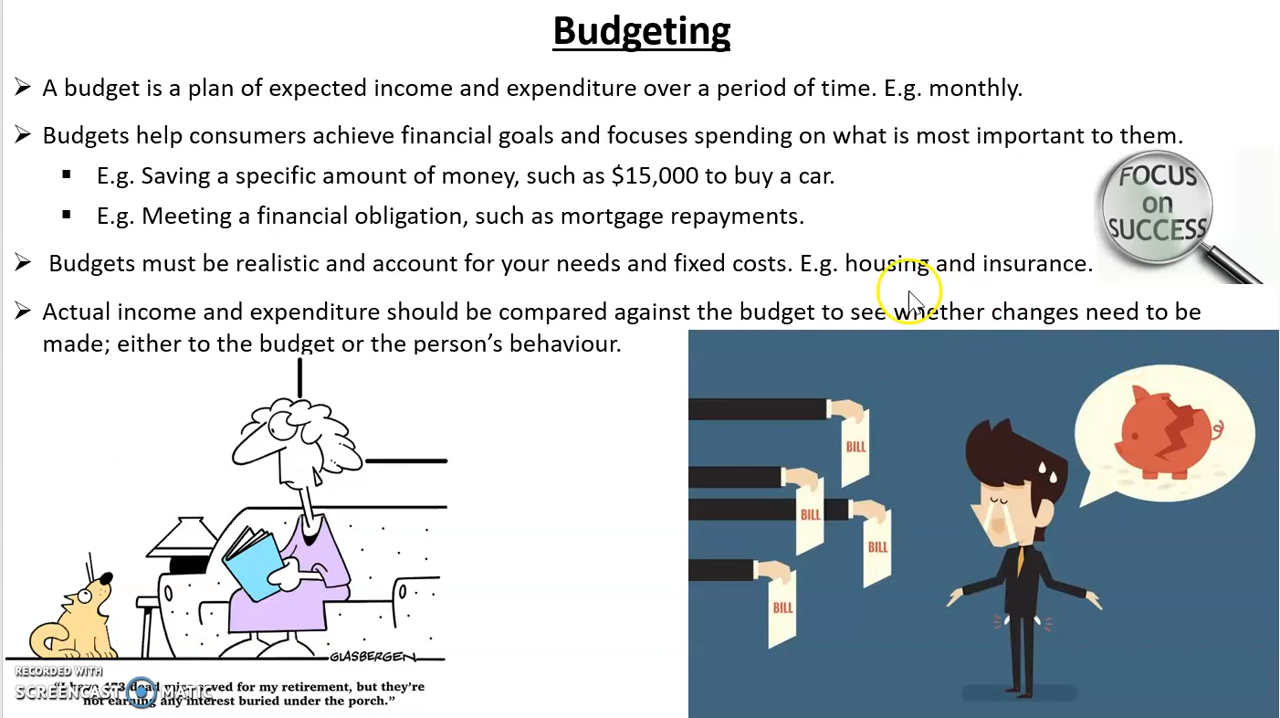 Budgeting
➢ A budget is a plan of expected income and expenditure over a period of time. E.g. monthly.
➢ Budgets help consumers achieve financial goals and focuses spending on what is most important to them.
▪ E.g. Saving a specific amount of money, such as $15,000 to buy a car.
▪ E.g. Meeting a financial obligation, such as mortgage repayments.
FOCUS
on
SUCCESS
➢ Budgets must be realistic and account for your needs and fixed costs. E.g. housing and insurance.
➢ Actual income and expenditure should be compared against the budget to see whether changes need to be
made; either to the budget or the person’s behaviour.
BILL
BILL
BILL
BILL
GLASBERGEN
RECORDED WITH
SCREENCAST MATIC
“I have dead saved for my retirement, but they’re
not earning any interest buried under the porch.”